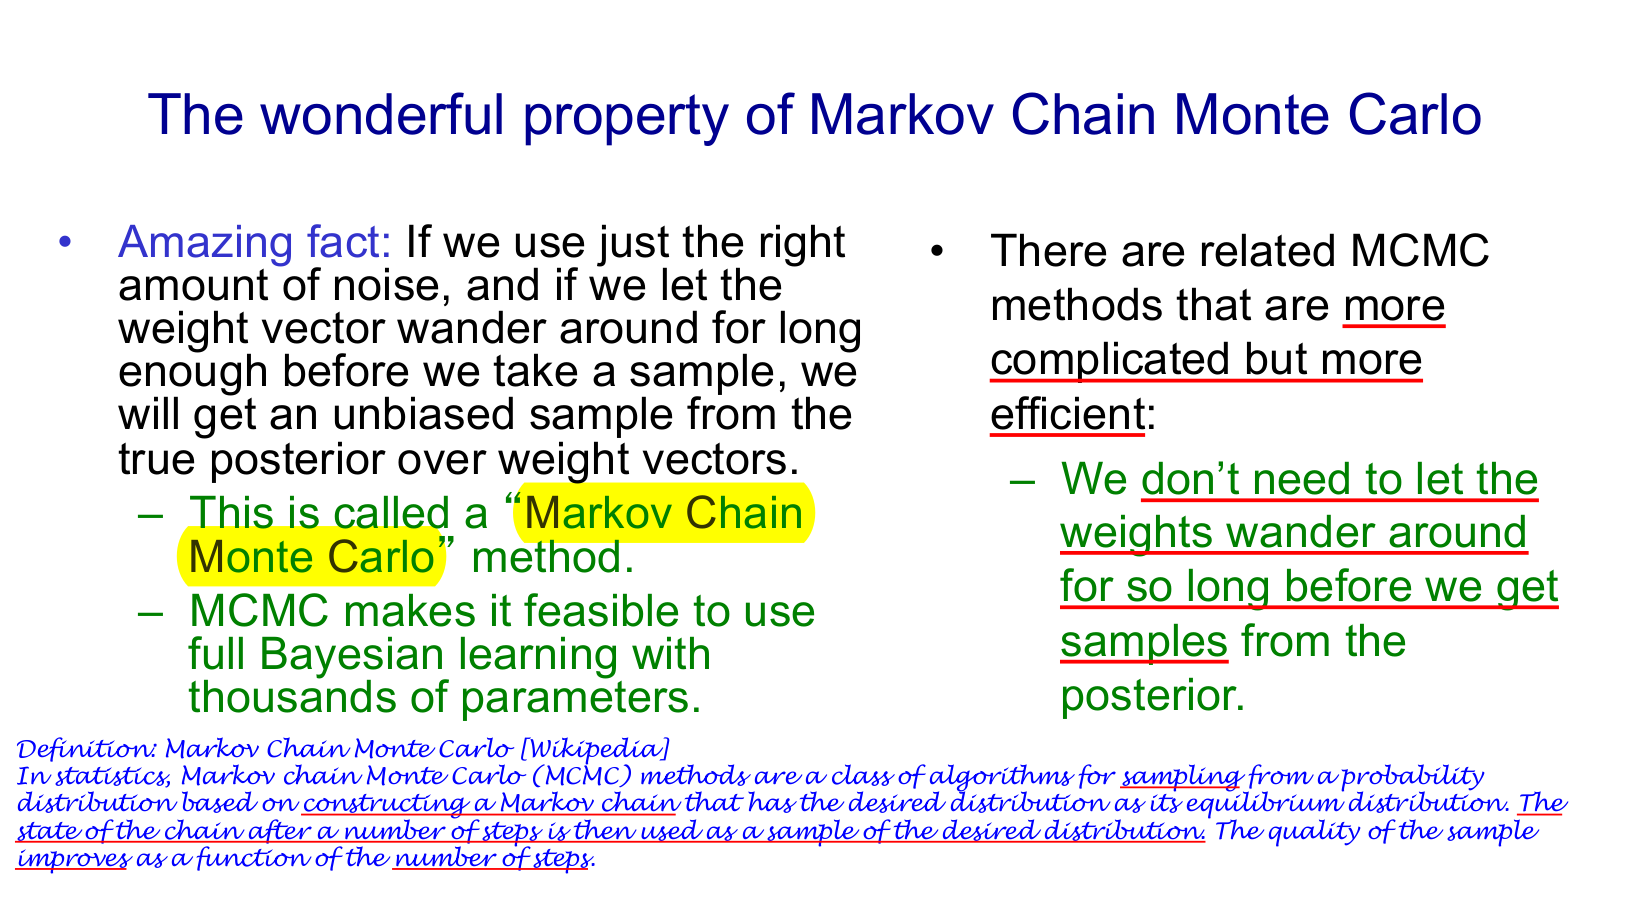 The wonderful property of Markov Chain Monte Carlo
• Amazing fact: If we use just the right
amount of noise, and if we let the
weight vector wander around for long
enough before we take a sample, we
will get an unbiased sample from the
true posterior over weight vectors.
– This is called a “Markov Chain
Monte Carlo” method.
– MCMC makes it feasible to use
full Bayesian learning with
thousands of parameters.
• There are related MCMC
methods that are more
complicated but more
efficient:
– We don’t need to let the
weights wander around
for so long before we get
samples from the
posterior.
Definition: Markov Chain Monte Carlo [Wikipedia]
In statistics, Markov chain Monte Carlo (MCMC) methods are a class of algorithms for sampling from a probability
distribution based on constructing a Markov chain that has the desired distribution as its equilibrium distribution. The
state of the chain after a number of steps is then used as a sample of the desired distribution. The quality of the sample
improves as a function of the number of steps.